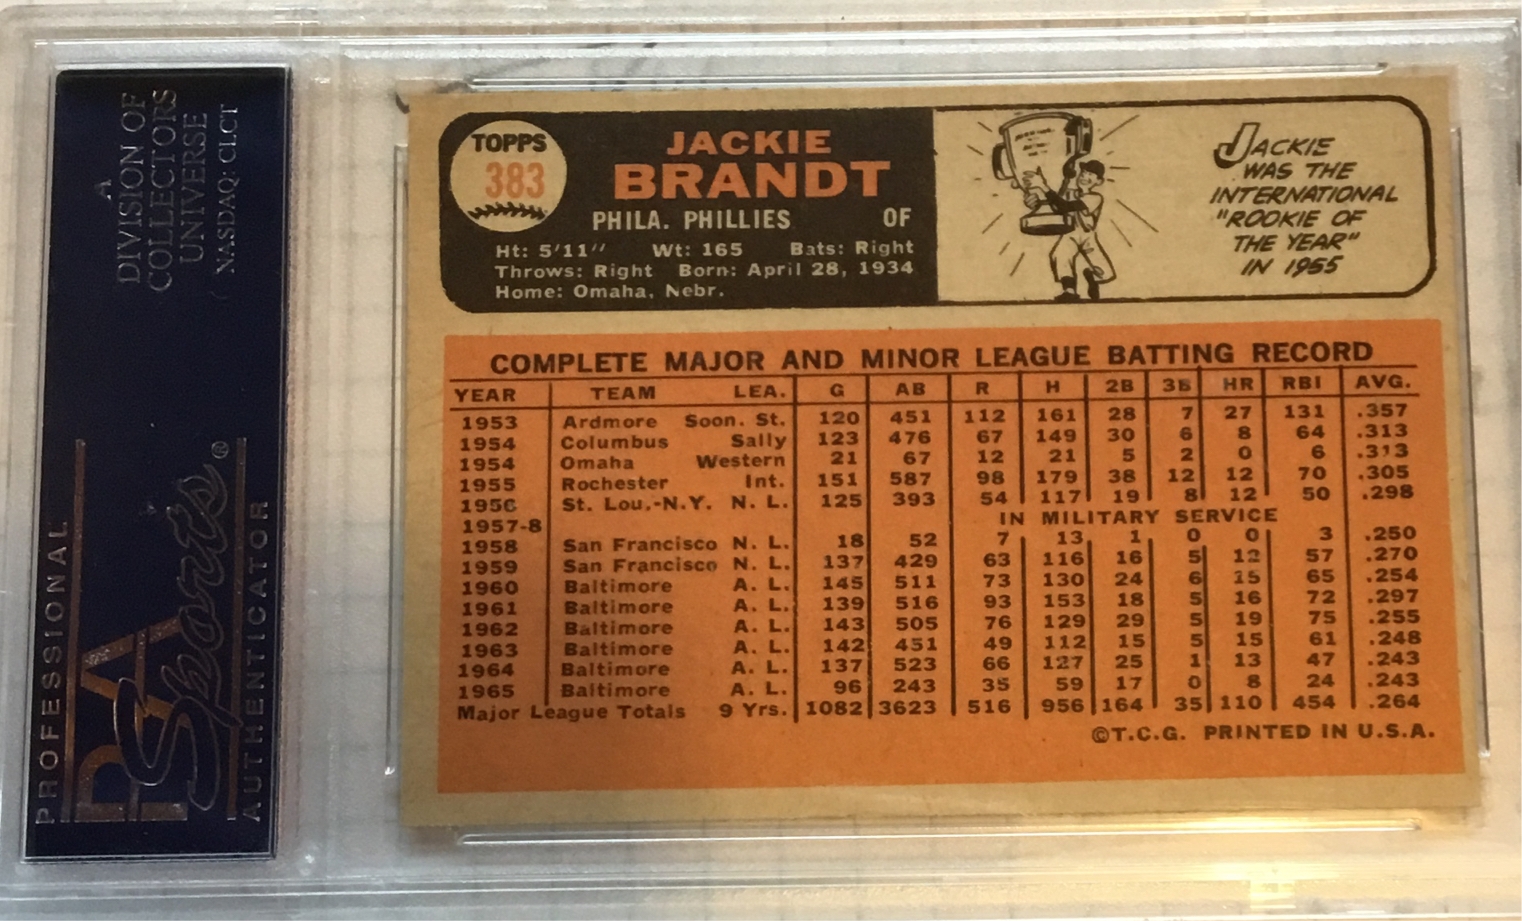 A
DIVISION OF
COLLECTORS
UNIVERSE
NASDAQ: CLCT
PROFESSIONAL
PSA
Sports®
AUTHENTICATOR
TOPPS
383
JACKIE
BRANDT
PHILA. PHILLIES OF
Ht: 5'11" Wt: 165 Bats: Right
Throws: Right Born: April 28, 1934
Home: Omaha, Nebr.
JACKIE
WAS THE
INTERNATIONAL
"ROOKIE OF
THE YEAR"
IN 1955
COMPLETE MAJOR AND MINOR LEAGUE BATTING RECORD
YEAR TEAM LEA. G AB R H 2B 3B HR RBI AVG.
1953 Ardmore Soon. St. 120 451 112 161 28 7 27 131 .357
1954 Columbus Sally 123 476 67 149 30 6 8 64 .313
1954 Omaha Western 21 67 12 21 5 2 0 6 .313
1955 Rochester Int. 151 587 98 179 38 12 12 70 .305
1956 St. Lou.-N.Y. N. L. 125 393 54 117 19 8 12 50 .298
1957-8 IN MILITARY SERVICE
1958 San Francisco N. L. 18 52 7 13 1 0 0 3 .250
1959 San Francisco N. L. 137 429 63 116 16 5 12 57 .270
1960 Baltimore A. L. 145 511 73 130 24 6 15 65 .254
1961 Baltimore A. L. 139 516 93 153 18 5 16 72 .297
1962 Baltimore A. L. 143 505 76 129 29 5 19 75 .255
1963 Baltimore A. L. 142 451 49 112 15 5 15 61 .248
1964 Baltimore A. L. 137 523 66 127 25 1 13 47 .243
1965 Baltimore A. L. 96 243 35 59 17 0 8 24 .243
Major League Totals 9 Yrs. 1082 3623 516 956 164 35 110 454 .264
©T.C.G. PRINTED IN U.S.A.